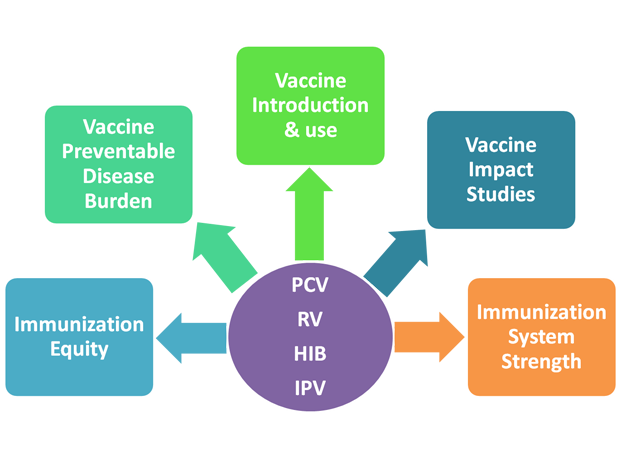 Vaccine
Introduction
& use
Vaccine
Preventable
Disease
Burden
Vaccine
Impact
Studies
Immunization
Equity
PCV
RV
HIB
IPV
Immunization
System
Strength